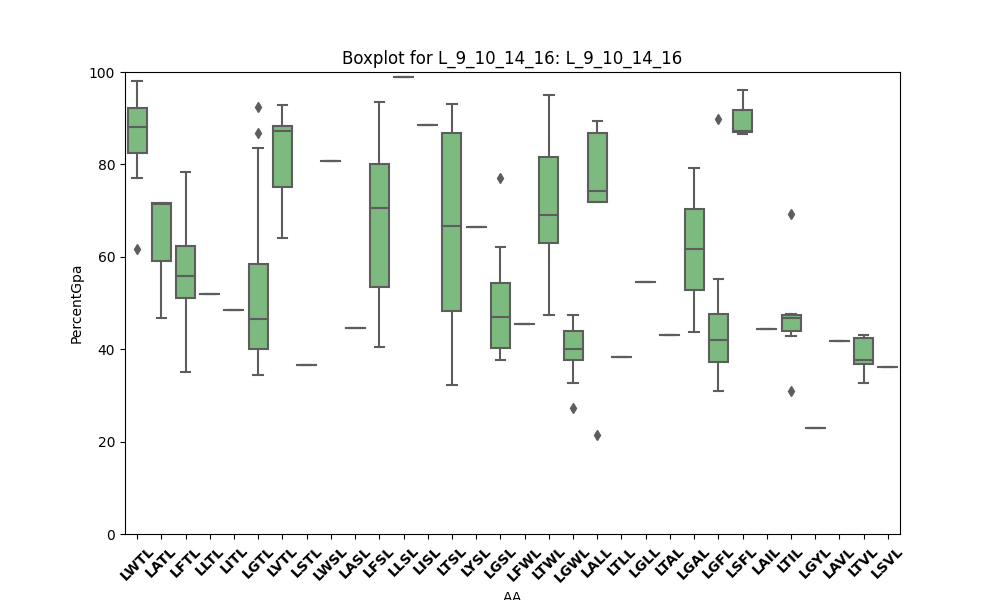 Boxplot for L_9_10_14_16: L_9_10_14_16
PercentGpa
100
80
60
40
20
0
LWTL LATL LFTL LLTL LITL LGTL LVTL LSTL LWSL LASL LFSL LLSL LISL LTSL LYSL LGSL LFWL LTWL LGWL LALL LTLL LGLL LTAL LGAL LGFL LSFL LAIL LTIL LGYL LAVL LTVL LSVL
AA